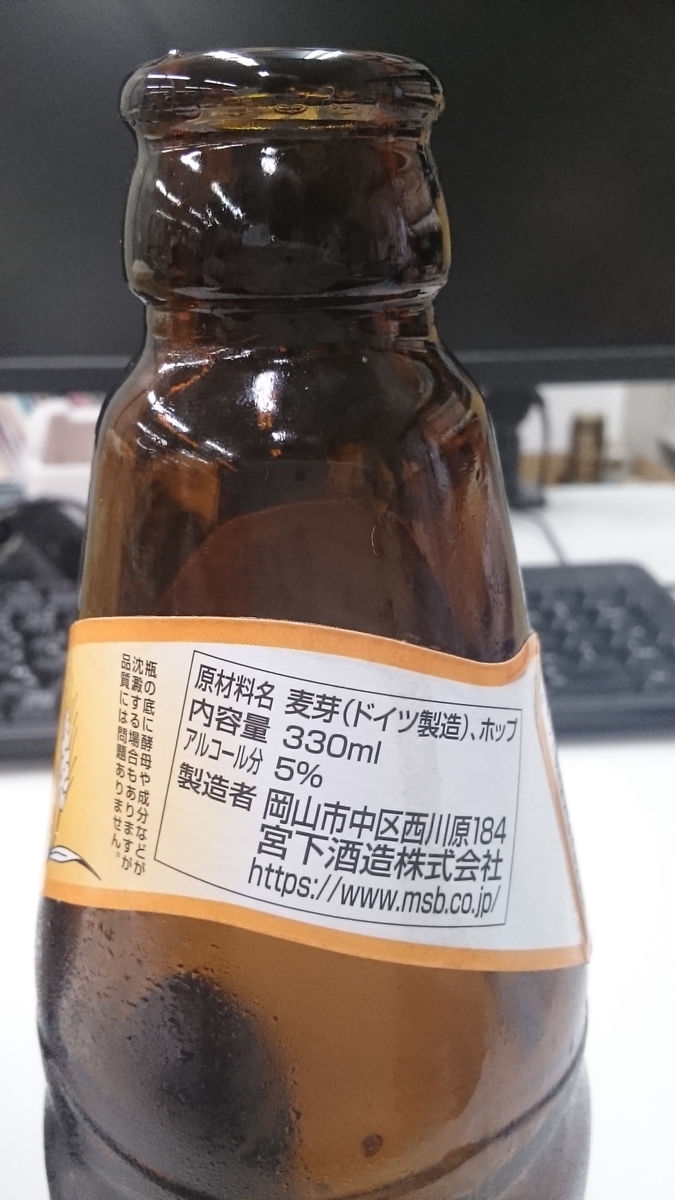 瓶の底に酵母や成分などが
沈澱する場合もありますが
品質には問題ありません。
原材料名 麦芽(ドイツ製造)、ホップ
内容量 330ml
アルコール分 5%
製造者 岡山市中区西川原184
宮下酒造株式会社
https://www.msb.co.jp/